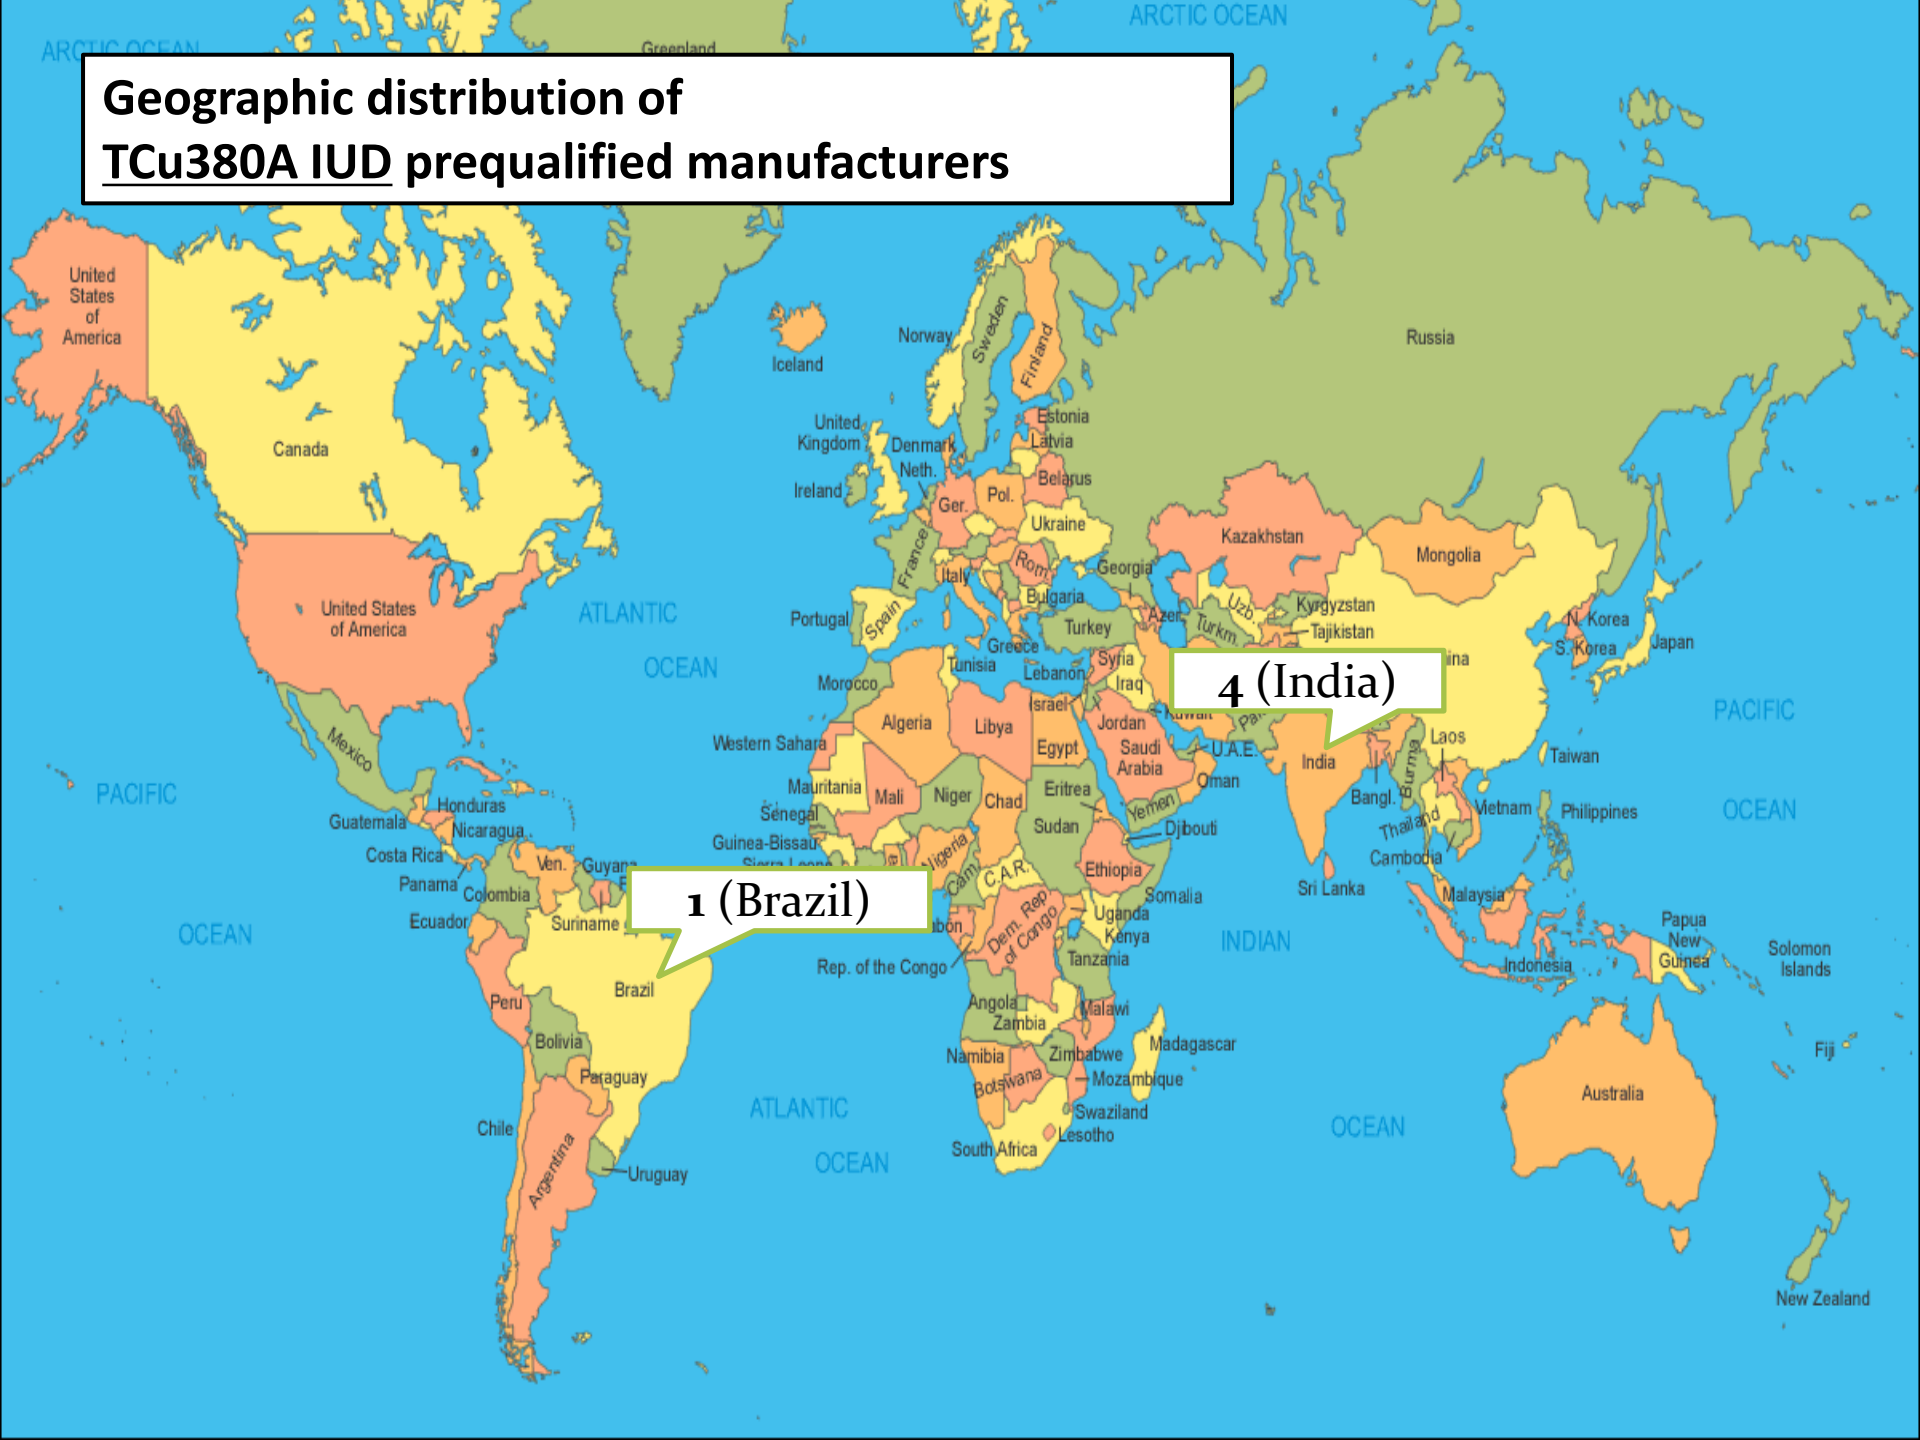 ARCTIC OCEAN
ARCTIC OCEAN
Greenland
Geographic distribution of
TCu380A IUD prequalified manufacturers
United
States
of
America
Canada
Iceland
Norway
Sweden
Finland
Russia
United
Kingdom
Denmark
Neth.
Ireland
Estonia
Latvia
Belarus
Ger.
Pol.
Ukraine
France
Rom.
Italy
Bulgaria
Georgia
Kazakhstan
Mongolia
United States
of America
ATLANTIC
OCEAN
Portugal
Spain
Greece
Turkey
Azer.
Turkm.
Uzb.
Kyrgyzstan
Tajikistan
N. Korea
S. Korea
Japan
Morocco
Tunisia
Lebanon
Syria
Iraq
Israel
Jordan
Kuwait
4 (India)
PACIFIC
OCEAN
Mexico
Western Sahara
Algeria
Libya
Egypt
Saudi
Arabia
U.A.E.
Oman
India
Bangl.
Burma
Laos
Taiwan
PACIFIC
OCEAN
Honduras
Guatemala
Nicaragua
Costa Rica
Panama
Mauritania
Mali
Niger
Chad
Eritrea
Sudan
Yemen
Djibouti
Senegal
Guinea-Bissau
Sierra Leone
Nigeria
Cam.
C.A.R.
Ethiopia
Somalia
Sri Lanka
Thailand
Vietnam
Cambodia
Philippines
Malaysia
Ven.
Guyana
Colombia
Suriname
Ecuador
1 (Brazil)
Rep. of the Congo
Dem. Rep.
of Congo
Uganda
Kenya
Tanzania
INDIAN
OCEAN
Indonesia
Papua
New
Guinea
Solomon
Islands
Peru
Brazil
Bolivia
Paraguay
Chile
Argentina
Uruguay
ATLANTIC
OCEAN
Angola
Zambia
Malawi
Namibia
Botswana
Zimbabwe
Mozambique
Madagascar
Swaziland
Lesotho
South Africa
Fiji
Australia
New Zealand